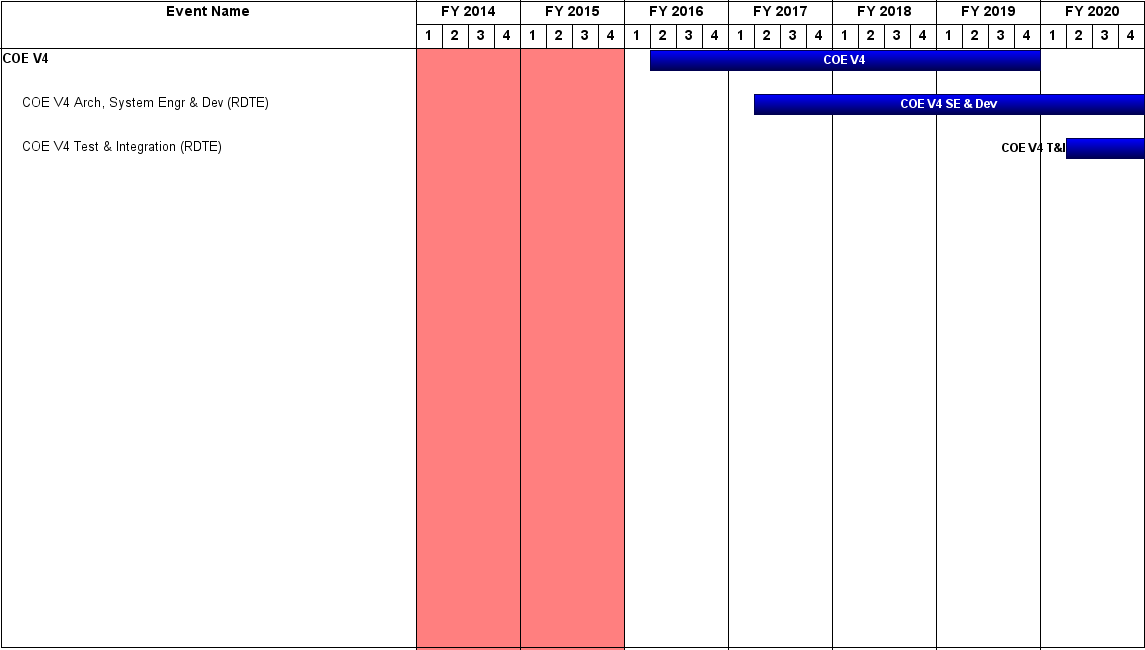 Event Name FY 2014 FY 2015 FY 2016 FY 2017 FY 2018 FY 2019 FY 2020
1 2 3 4 1 2 3 4 1 2 3 4 1 2 3 4 1 2 3 4 1 2 3 4 1 2 3 4
COE V4 COE V4
COE V4 Arch, System Engr & Dev (RDTE) COE V4 SE & Dev
COE V4 Test & Integration (RDTE) COE V4 T&I